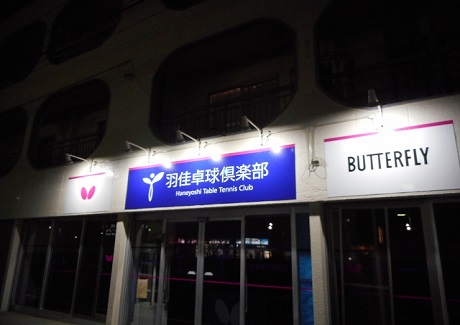 羽佳卓球倶楽部
Haneyoshi Table Tennis Club
BUTTERFLY